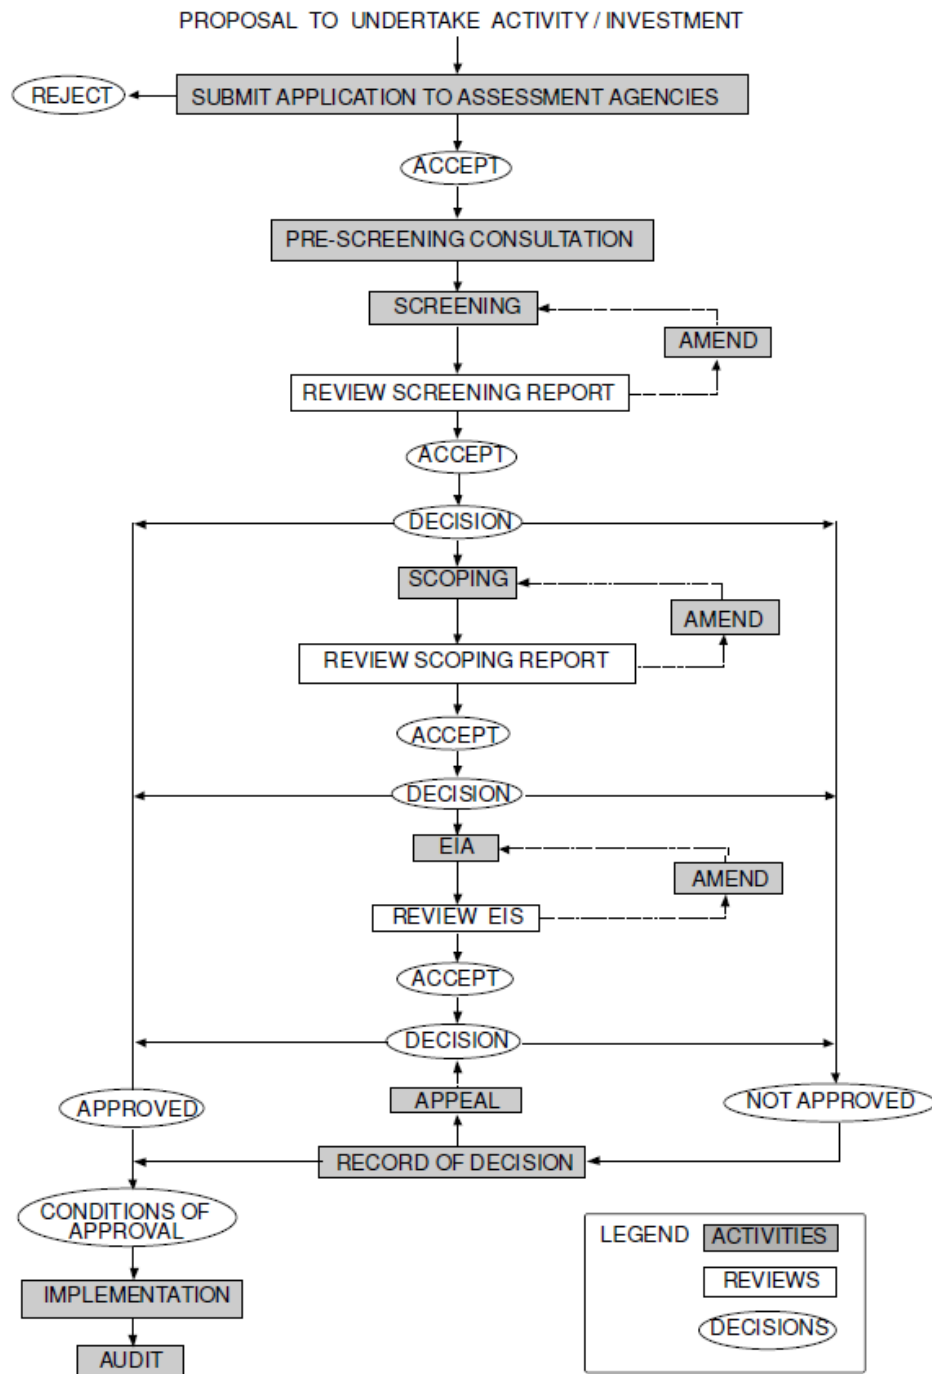 PROPOSAL TO UNDERTAKE ACTIVITY / INVESTMENT
REJECT
SUBMIT APPLICATION TO ASSESSMENT AGENCIES
ACCEPT
PRE-SCREENING CONSULTATION
SCREENING
AMEND
REVIEW SCREENING REPORT
ACCEPT
DECISION
SCOPING
AMEND
REVIEW SCOPING REPORT
ACCEPT
DECISION
EIA
AMEND
REVIEW EIS
ACCEPT
DECISION
APPEAL
APPROVED
NOT APPROVED
RECORD OF DECISION
CONDITIONS OF
APPROVAL
IMPLEMENTATION
AUDIT
LEGEND
ACTIVITIES
REVIEWS
DECISIONS